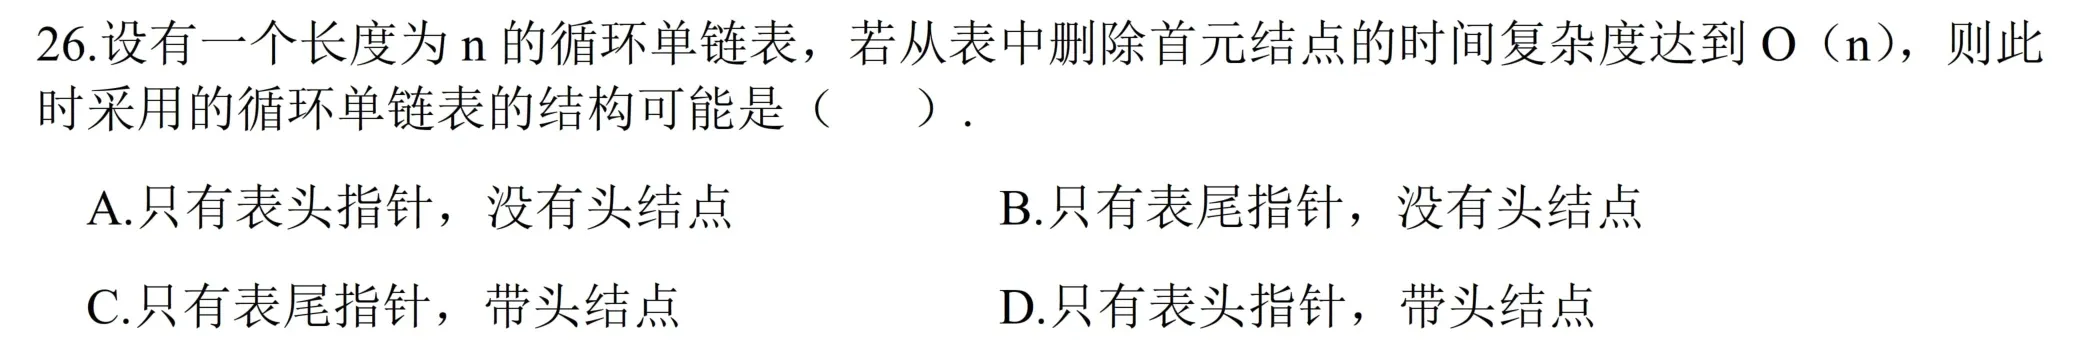 26.设有一个长度为 n 的循环单链表，若从表中删除首元结点的时间复杂度达到 O（n），则此
时采用的循环单链表的结构可能是（　　）.
A.只有表头指针，没有头结点　　B.只有表尾指针，没有头结点
C.只有表尾指针，带头结点　　D.只有表头指针，带头结点